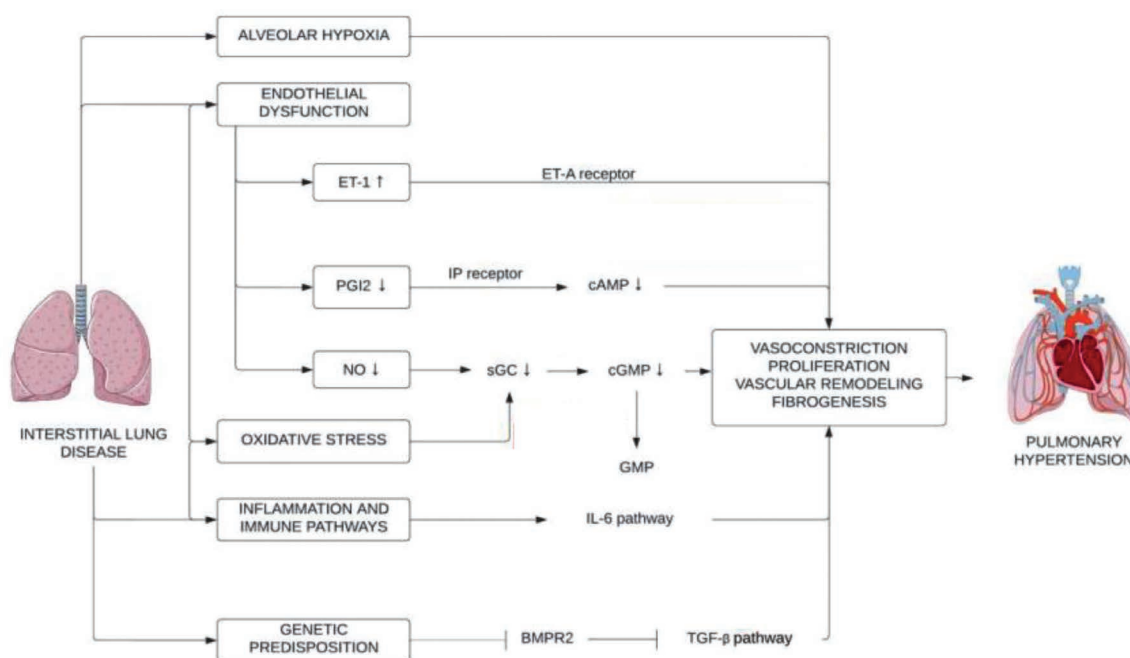 ALVEOLAR HYPOXIA
ENDOTHELIAL
DYSFUNCTION
ET-1 ↑
ET-A receptor
PGI2 ↓
IP receptor
cAMP ↓
NO ↓
sGC ↓
cGMP ↓
GMP
VASOCONSTRICTION
PROLIFERATION
VASCULAR REMODELING
FIBROGENESIS
INTERSTITIAL LUNG
DISEASE
OXIDATIVE STRESS
PULMONARY
HYPERTENSION
INFLAMMATION AND
IMMUNE PATHWAYS
IL-6 pathway
GENETIC
PREDISPOSITION
BMPR2
TGF-β pathway